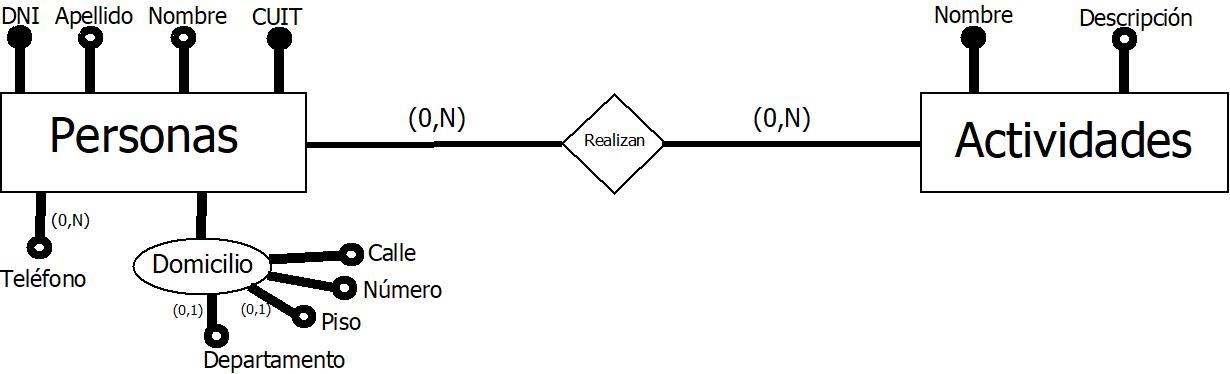 DNI Apellido Nombre CUIT
Nombre Descripción
Personas
(0,N)
Realizan
(0,N)
Actividades
(0,N)
Teléfono
Domicilio
Calle
Número
(0,1)
(0,1)
Piso
Departamento